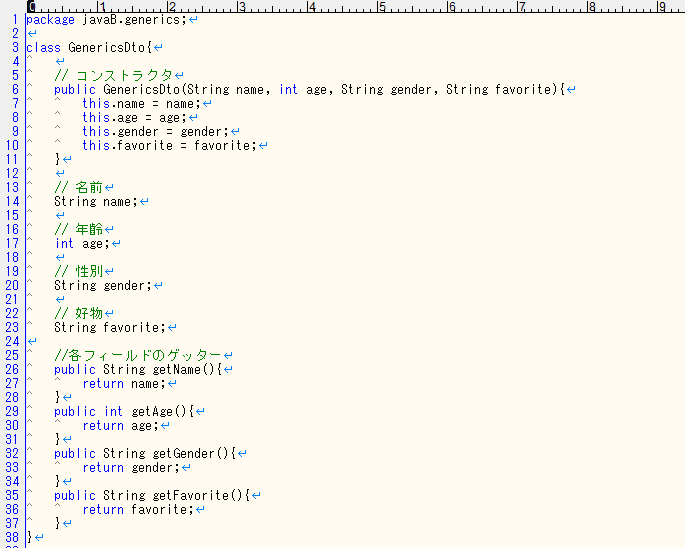 0 1 2 3 4 5 6 7 8 9
1 package javaB.generics;↵
2 ↵
3 class GenericsDto{↵
4 ^ ↵
5 ^ // コンストラクタ↵
6 ^ public GenericsDto(String name, int age, String gender, String favorite){↵
7 ^ ^ this.name = name;↵
8 ^ ^ this.age = age;↵
9 ^ ^ this.gender = gender;↵
10 ^ ^ this.favorite = favorite;↵
11 ^ }↵
12 ^ ↵
13 ^ // 名前↵
14 ^ String name;↵
15 ^ ↵
16 ^ // 年齢↵
17 ^ int age;↵
18 ^ ↵
19 ^ // 性別↵
20 ^ String gender;↵
21 ^ ↵
22 ^ // 好物↵
23 ^ String favorite;↵
24 ↵
25 ^ //各フィールドのゲッター↵
26 ^ public String getName(){↵
27 ^ ^ return name;↵
28 ^ }↵
29 ^ public int getAge(){↵
30 ^ ^ return age;↵
31 ^ }↵
32 ^ public String getGender(){↵
33 ^ ^ return gender;↵
34 ^ }↵
35 ^ public String getFavorite(){↵
36 ^ ^ return favorite;↵
37 ^ }↵
38 }↵